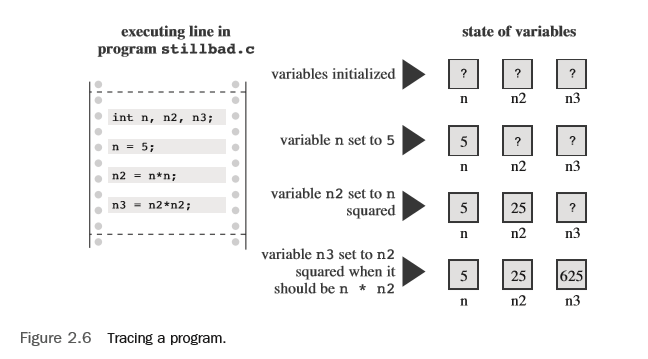 executing line in
program stillbad.c
state of variables
int n, n2, n3;
n = 5;
n2 = n*n;
n3 = n2*n2;
variables initialized
? ? ?
n n2 n3
variable n set to 5
5 ? ?
n n2 n3
variable n2 set to n
squared
5 25 ?
n n2 n3
variable n3 set to n2
squared when it
should be n * n2
5 25 625
n n2 n3
Figure 2.6 Tracing a program.